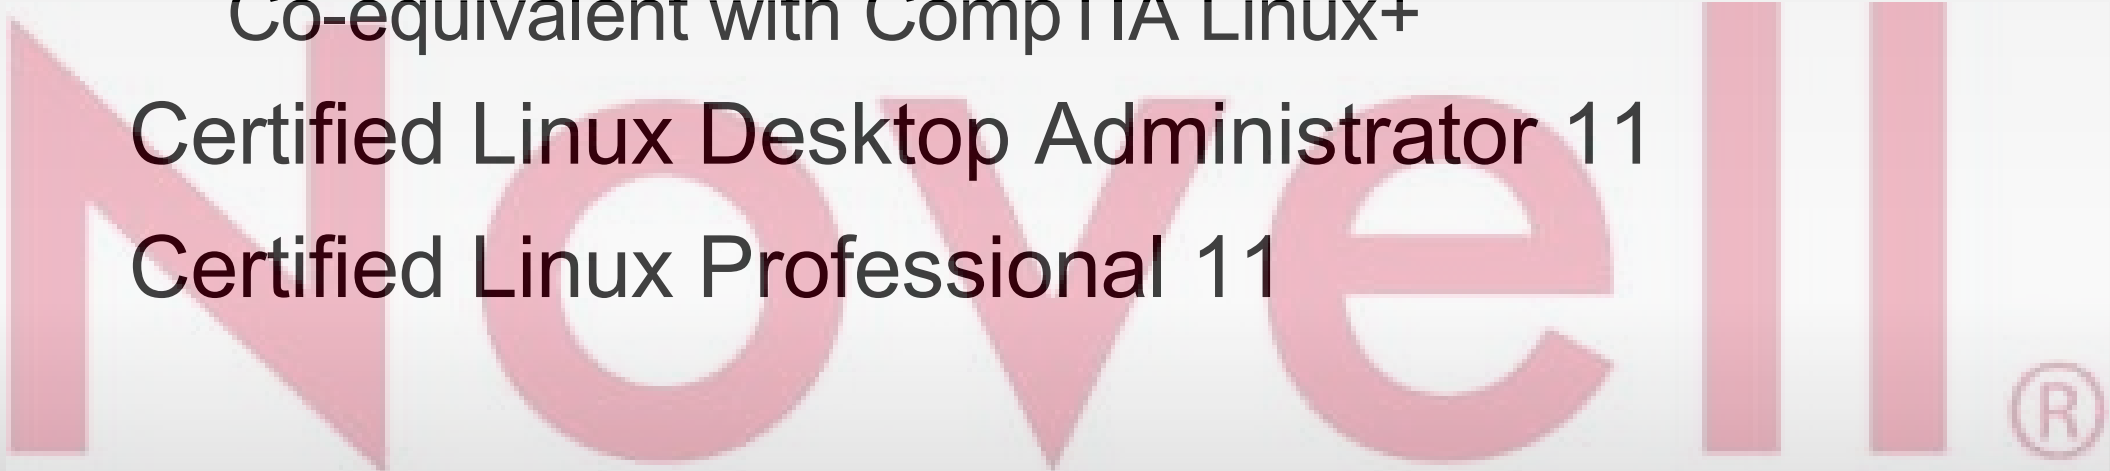 Co-equivalent with CompTIA Linux+
Certified Linux Desktop Administrator 11
Certified Linux Professional 11
Novell®